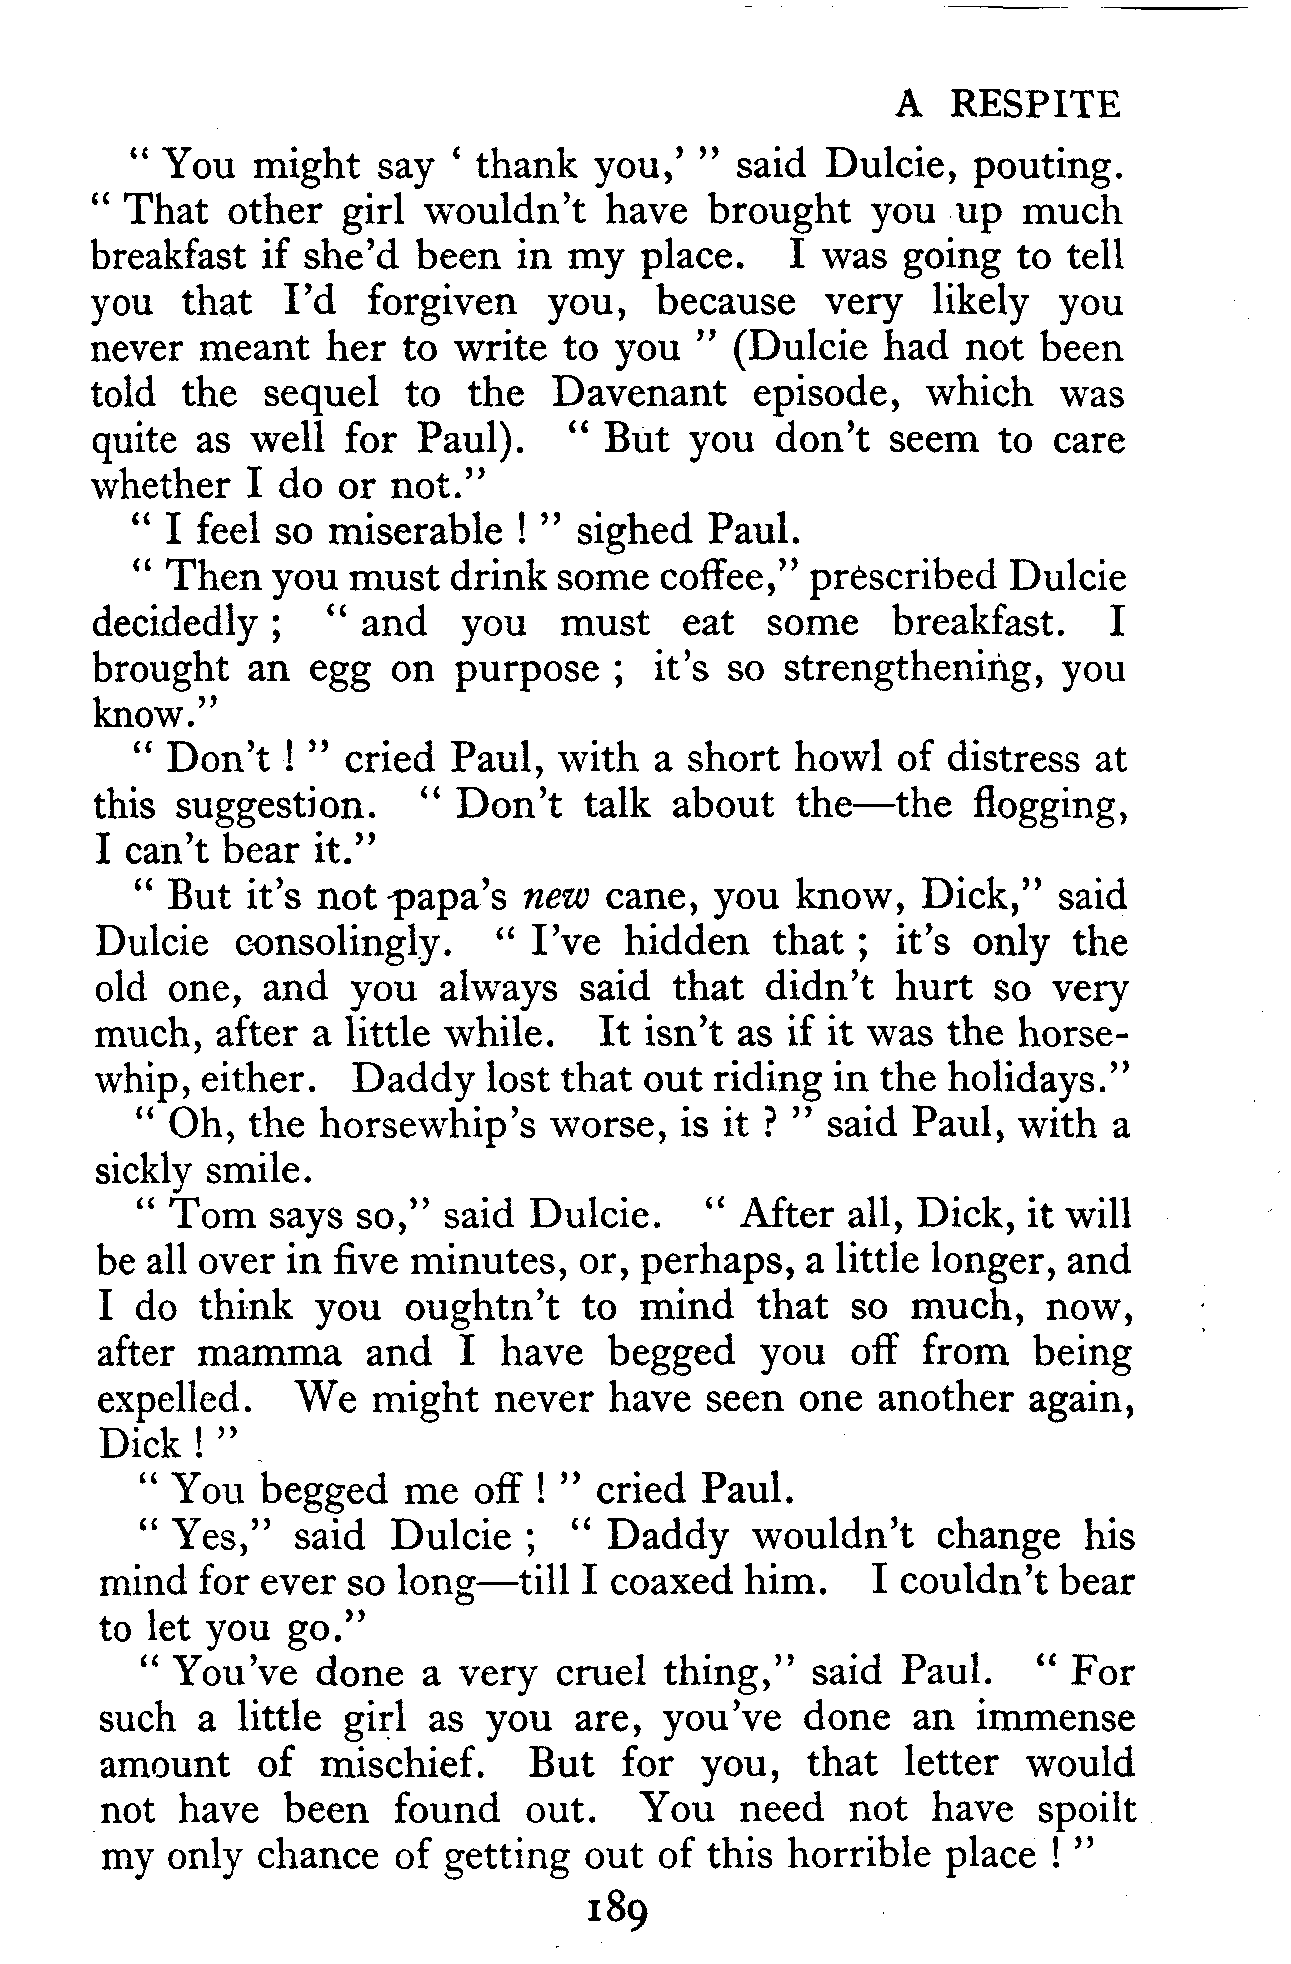 A RESPITE
“ You might say ‘ thank you,’ ” said Dulcie, pouting.
“ That other girl wouldn’t have brought you up much
breakfast if she’d been in my place. I was going to tell
you that I’d forgiven you, because very likely you
never meant her to write to you ” (Dulcie had not been
told the sequel to the Davenant episode, which was
quite as well for Paul). “ But you don’t seem to care
whether I do or not.”
“ I feel so miserable ! ” sighed Paul.
“ Then you must drink some coffee,” prescribed Dulcie
decidedly ; “ and you must eat some breakfast. I
brought an egg on purpose ; it’s so strengthening, you
know.”
“ Don’t ! ” cried Paul, with a short howl of distress at
this suggestion. “ Don’t talk about the—the flogging,
I can’t bear it.”
“ But it’s not papa’s new cane, you know, Dick,” said
Dulcie consolingly. “ I’ve hidden that ; it’s only the
old one, and you always said that didn’t hurt so very
much, after a little while. It isn’t as if it was the horse-
whip, either. Daddy lost that out riding in the holidays.”
“ Oh, the horsewhip’s worse, is it ? ” said Paul, with a
sickly smile.
“ Tom says so,” said Dulcie. “ After all, Dick, it will
be all over in five minutes, or, perhaps, a little longer, and
I do think you oughtn’t to mind that so much, now,
after mamma and I have begged you off from being
expelled. We might never have seen one another again,
Dick ! ”
“ You begged me off ! ” cried Paul.
“ Yes,” said Dulcie ; “ Daddy wouldn’t change his
mind for ever so long—till I coaxed him. I couldn’t bear
to let you go.”
“ You’ve done a very cruel thing,” said Paul. “ For
such a little girl as you are, you’ve done an immense
amount of mischief. But for you, that letter would
not have been found out. You need not have spoilt
my only chance of getting out of this horrible place ! ”
189